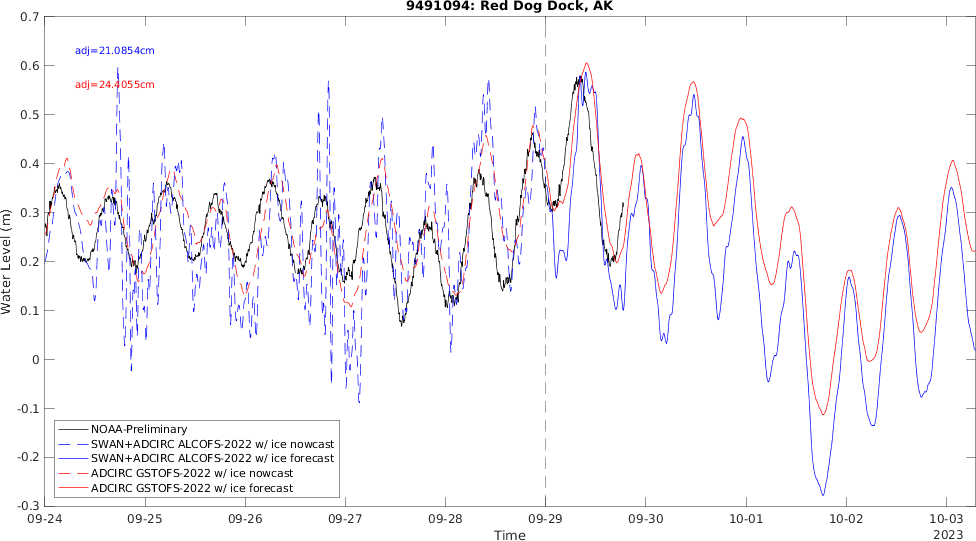 9491094: Red Dog Dock, AK
0.7
0.6
0.5
0.4
0.3
0.2
0.1
0
-0.1
-0.2
-0.3
Water Level (m)
adj=21.0854cm
adj=24.4055cm
NOAA-Preliminary
SWAN+ADCIRC ALCOFS-2022 w/ ice nowcast
SWAN+ADCIRC ALCOFS-2022 w/ ice forecast
ADCIRC GSTOFS-2022 w/ ice nowcast
ADCIRC GSTOFS-2022 w/ ice forecast
09-24 09-25 09-26 09-27 09-28 09-29 09-30 10-01 10-02 10-03
Time 2023